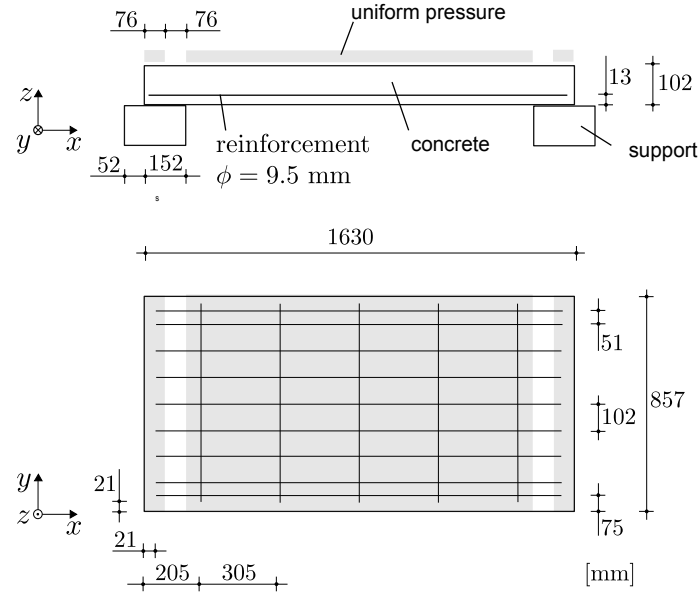 uniform pressure
76 76
z
y x
13
102
reinforcement
ϕ = 9.5 mm
concrete
support
52 152
s
1630
51
102
857
75
y
z x
21
21
205 305
[mm]